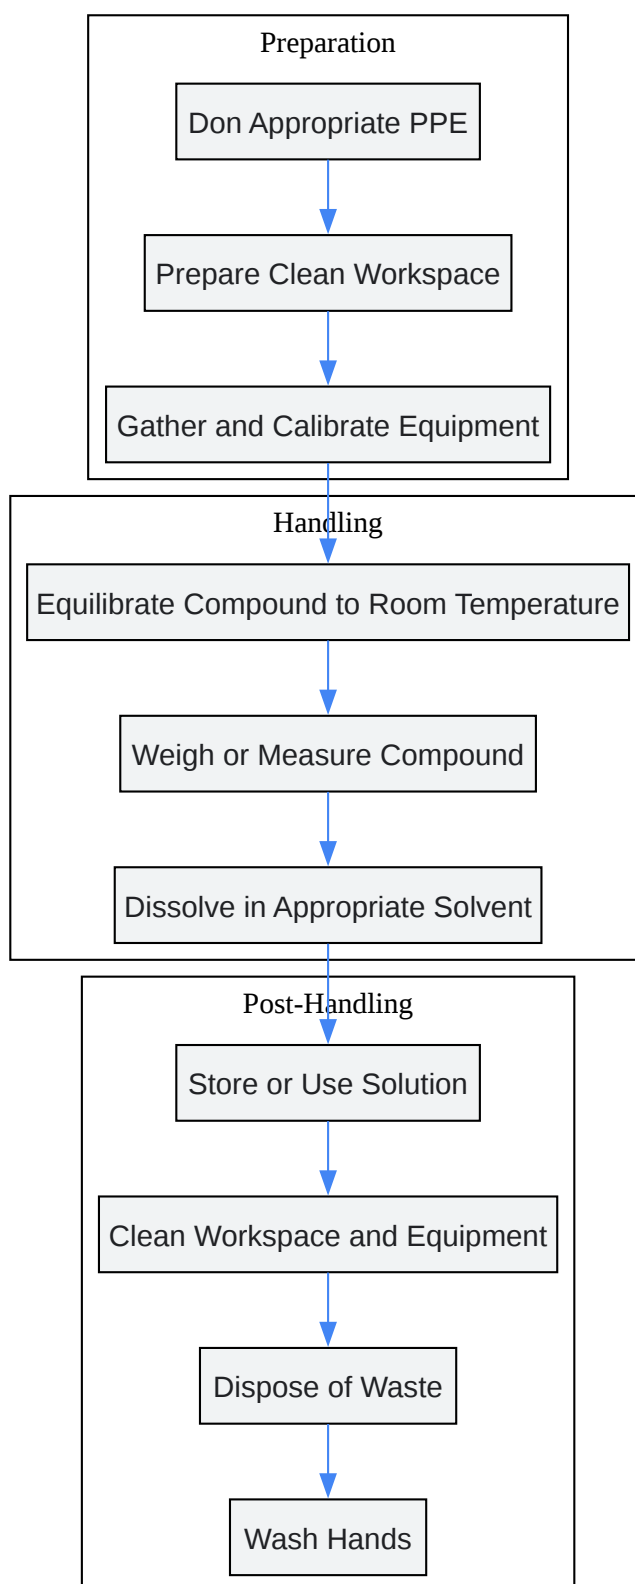 Preparation
Don Appropriate PPE
Prepare Clean Workspace
Gather and Calibrate Equipment
Handling
Equilibrate Compound to Room Temperature
Weigh or Measure Compound
Dissolve in Appropriate Solvent
Post-Handling
Store or Use Solution
Clean Workspace and Equipment
Dispose of Waste
Wash Hands